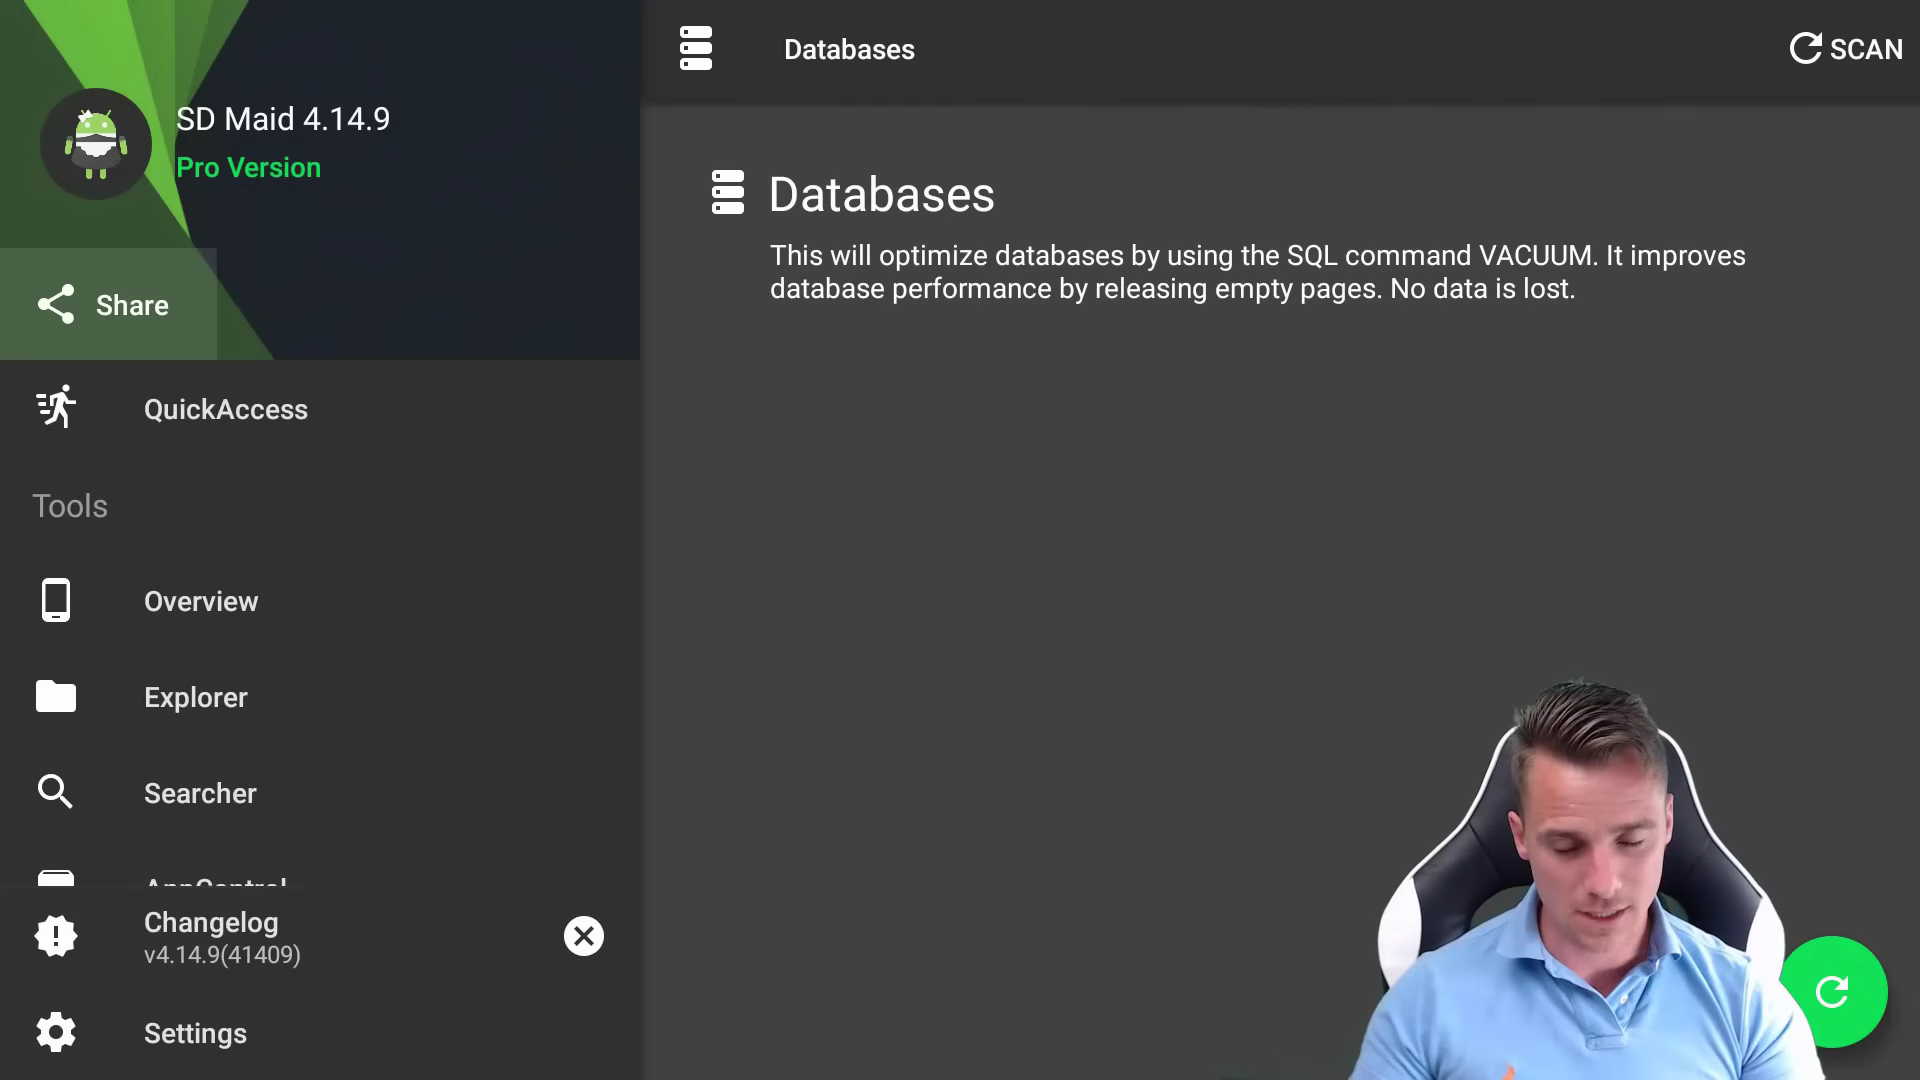 SD Maid 4.14.9
Pro Version
Share
QuickAccess
Tools
Overview
Explorer
Searcher
AppControl
Changelog
v4.14.9(41409)
Settings
Databases
SCAN
Databases
This will optimize databases by using the SQL command VACUUM. It improves
database performance by releasing empty pages. No data is lost.